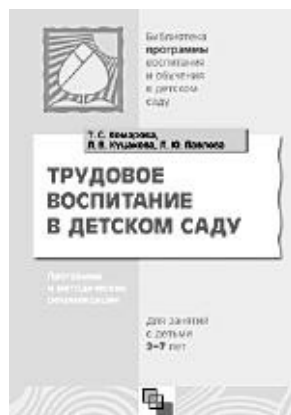 Библиотека
программы
воспитания
и обучения
в детском
саду
Т. С. Комарова,
Л. В. Куцакова, Л. Ю. Павлова
ТРУДОВОЕ
ВОСПИТАНИЕ
В ДЕТСКОМ САДУ
Программа
и методические
рекомендации
Для занятий
с детьми
2–7 лет